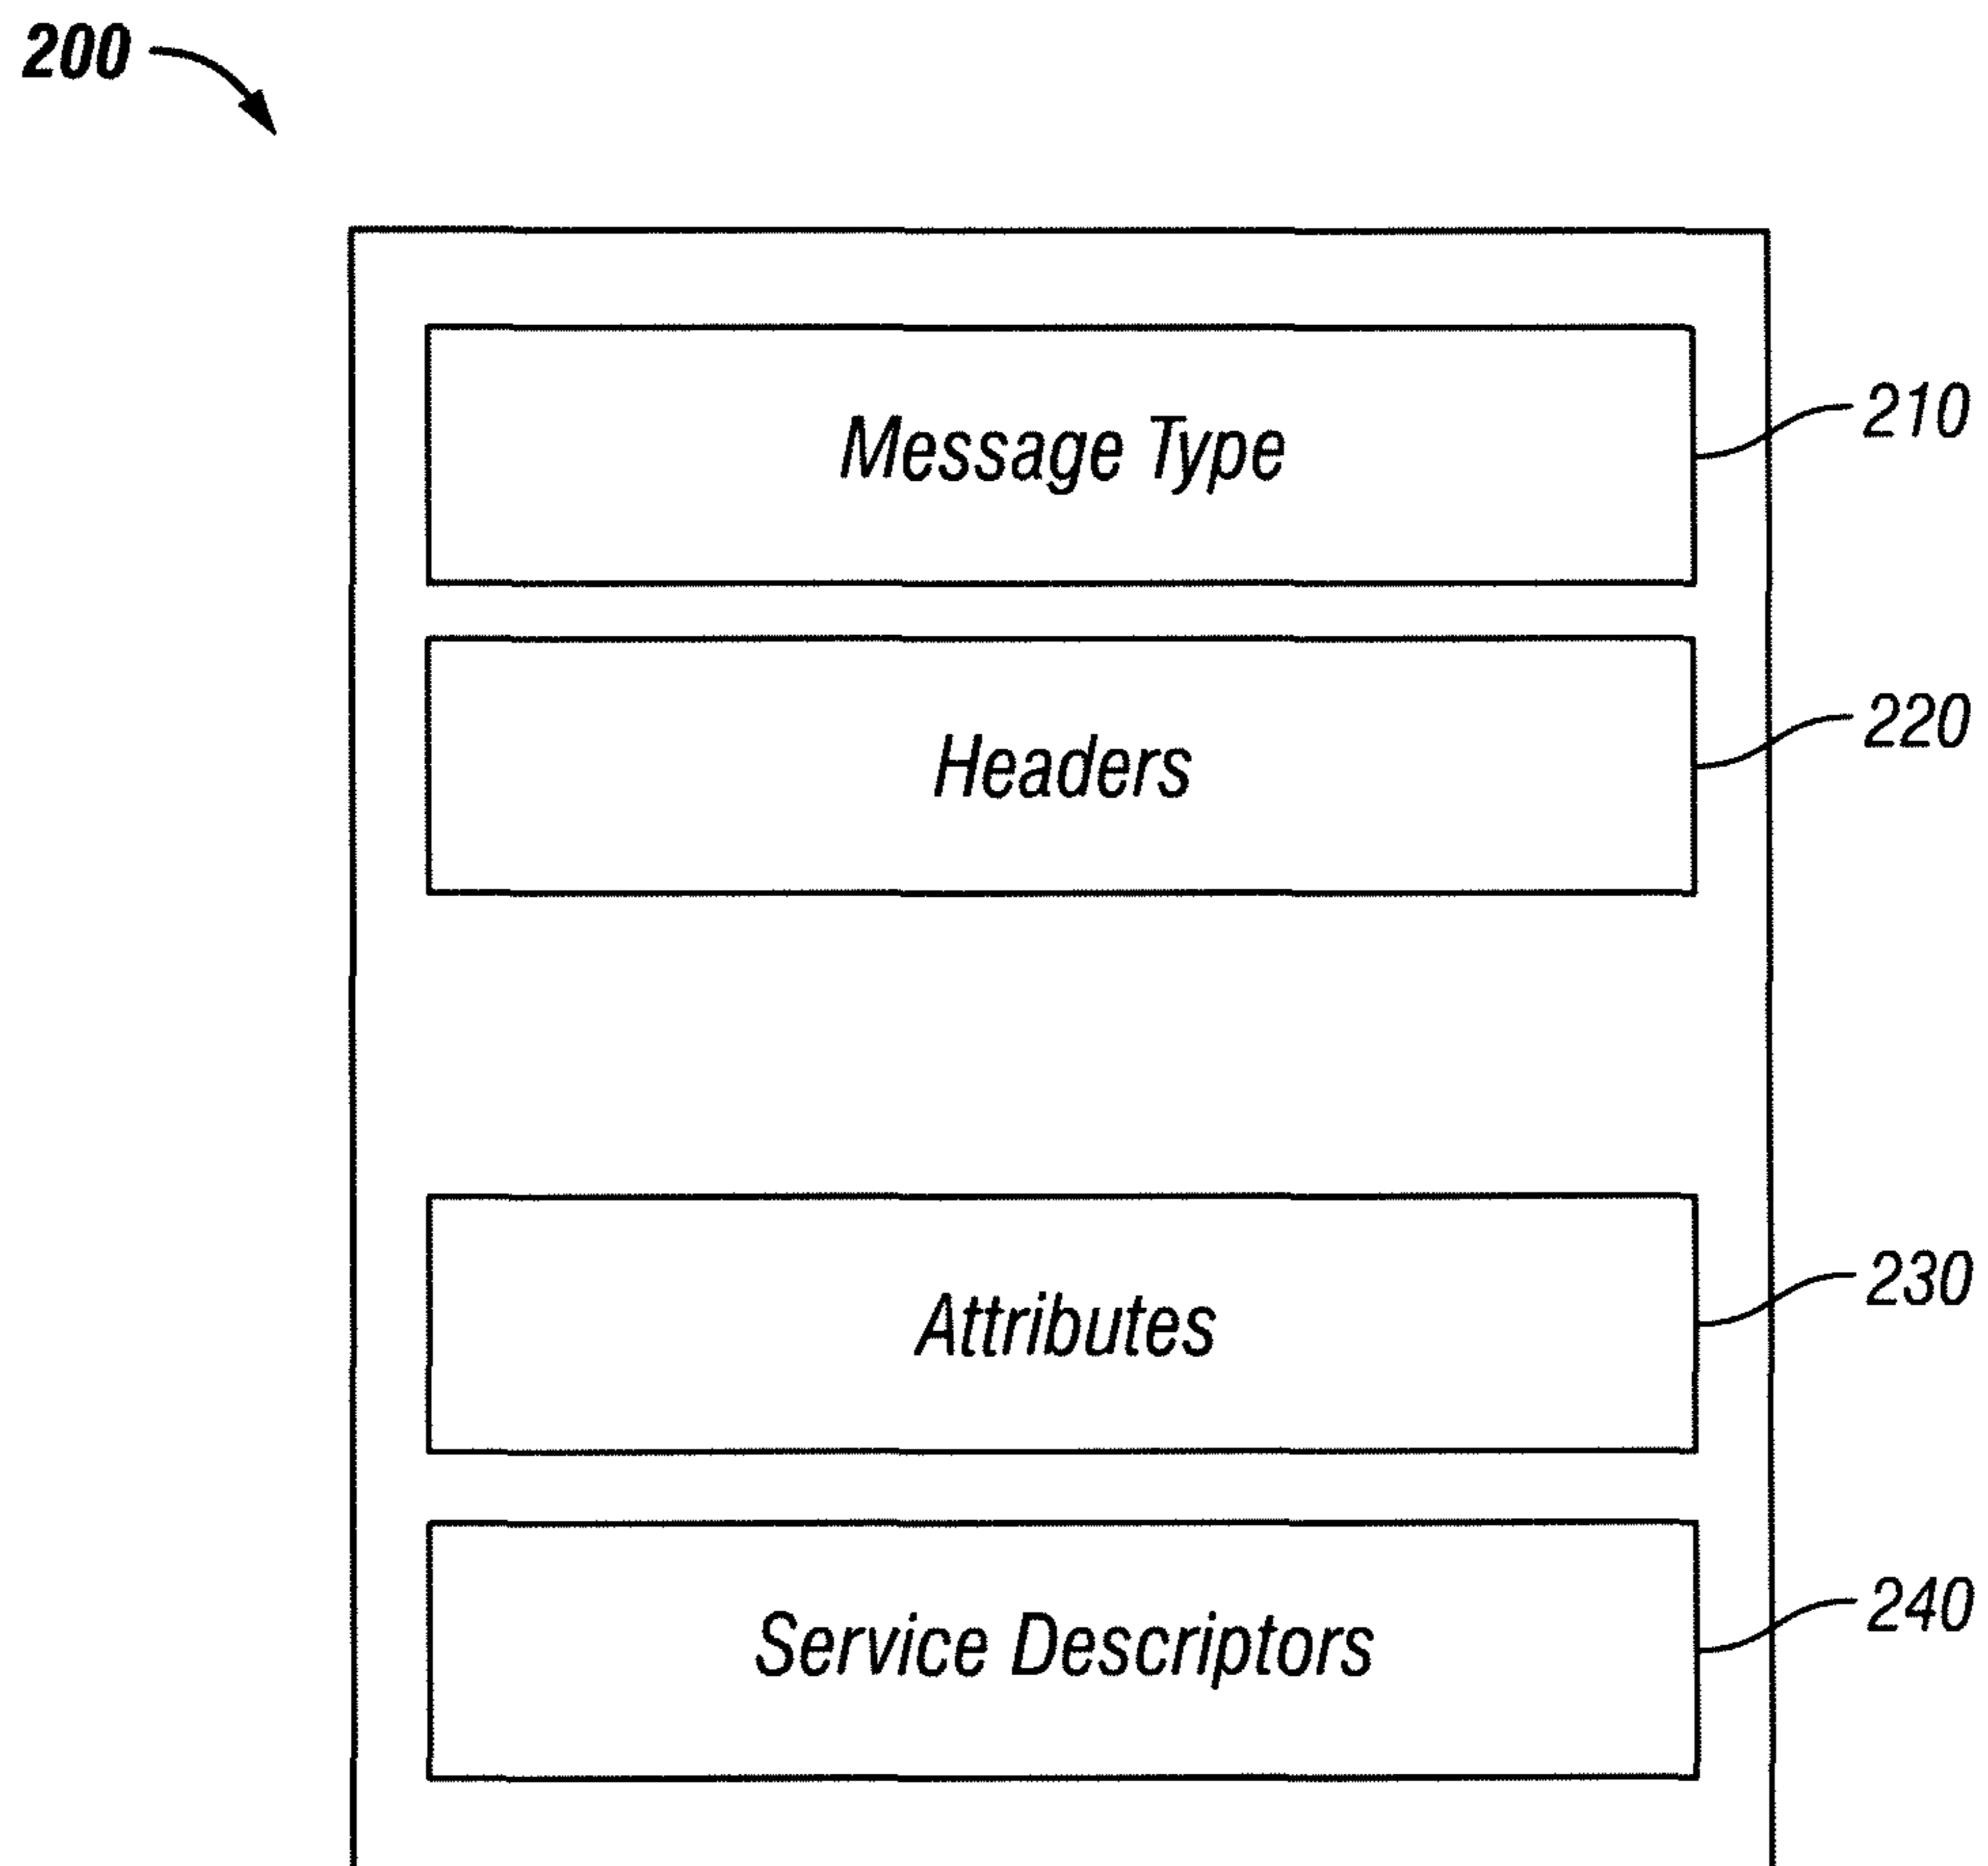 200
Message Type
210
Headers
220
Attributes
230
Service Descriptors
240